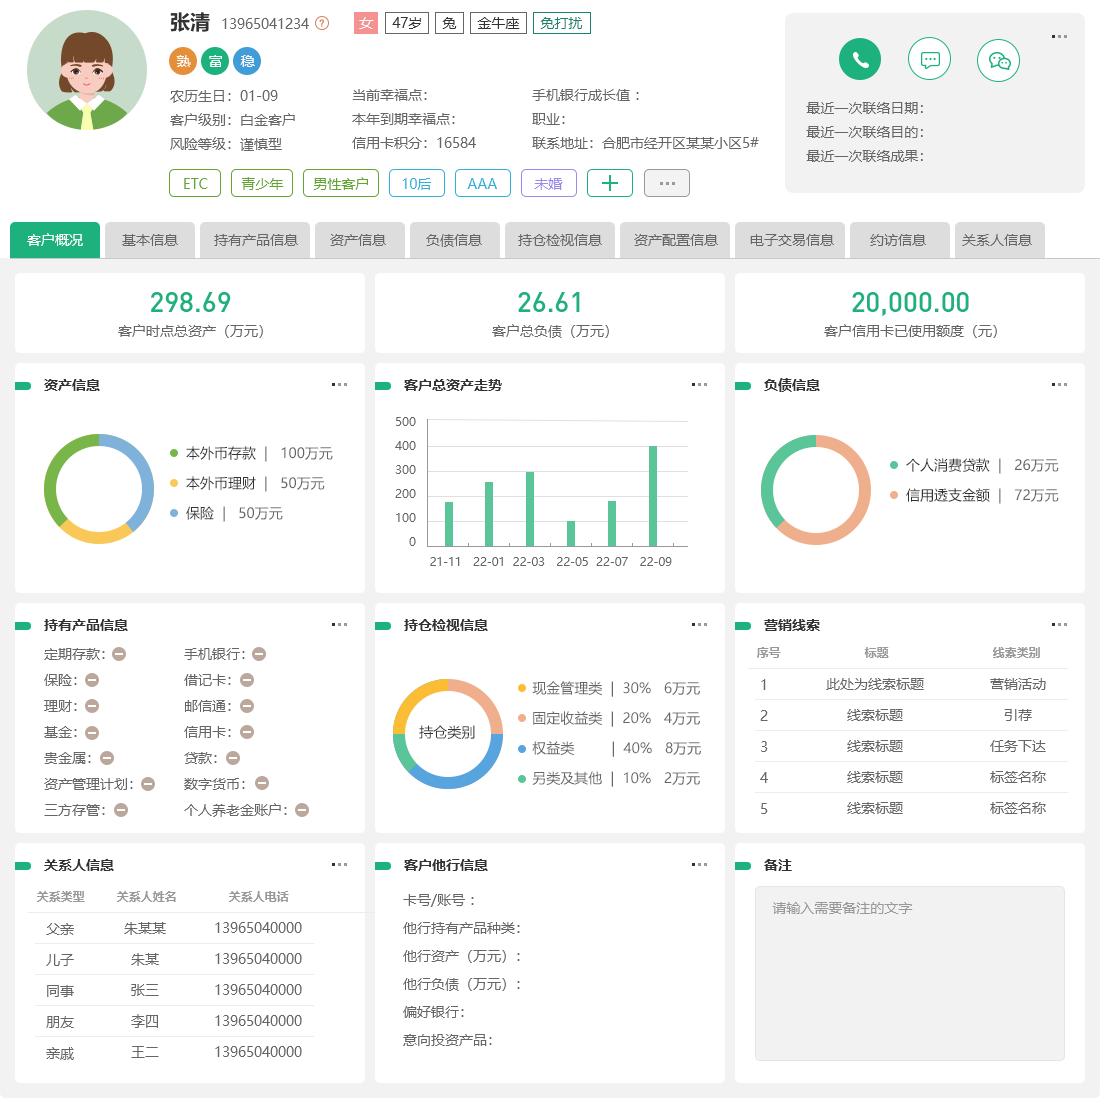 张清 13965041234 ? 女 47岁 兔 金牛座 免打扰
熟 富 稳
农历生日：01-09 当前幸福点： 手机银行成长值：
客户级别：白金客户 本年到期幸福点： 职业：
风险等级：谨慎型 信用卡积分：16584 联系地址：合肥市经开区某某小区5#
最近一次联络日期：
最近一次联络目的：
最近一次联络成果：
ETC 青少年 男性客户 10后 AAA 未婚
客户概况 基本信息 持有产品信息 资产信息 负债信息 持仓检视信息 资产配置信息 电子交易信息 约访信息 关系人信息
298.69 26.61 20,000.00
客户时点总资产（万元） 客户总负债（万元） 客户信用卡已使用额度（元）
资产信息
本外币存款 | 100万元
本外币理财 | 50万元
保险 | 50万元
客户总资产走势
500
400
300
200
100
0
21-11 22-01 22-03 22-05 22-07 22-09
负债信息
个人消费贷款 | 26万元
信用透支金额 | 72万元
持有产品信息
定期存款： 手机银行：
保险： 借记卡：
理财： 邮信通：
基金： 信用卡：
贵金属： 贷款：
资产管理计划： 数字货币：
三方存管： 个人养老金账户：
持仓检视信息
持仓类别
现金管理类 | 30% 6万元
固定收益类 | 20% 4万元
权益类 | 40% 8万元
另类及其他 | 10% 2万元
营销线索
序号 标题 线索类别
1 此处为线索标题 营销活动
2 线索标题 引荐
3 线索标题 任务下达
4 线索标题 标签名称
5 线索标题 标签名称
关系人信息
关系类型 关系人姓名 关系人电话
父亲 朱某某 13965040000
儿子 朱某 13965040000
同事 张三 13965040000
朋友 李四 13965040000
亲戚 王二 13965040000
客户他行信息
卡号/账号：
他行持有产品种类：
他行资产（万元）：
他行负债（万元）：
偏好银行：
意向投资产品：
备注
请输入需要备注的文字